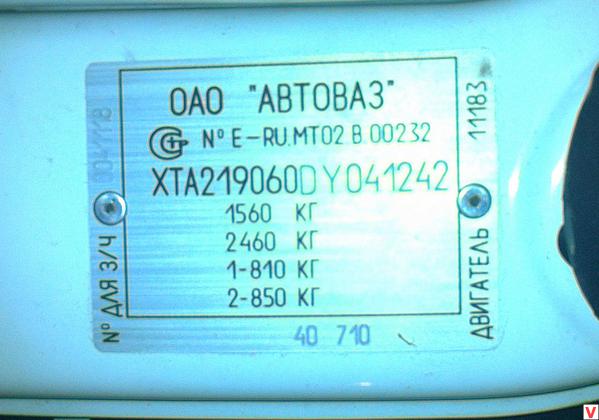 ОАО "АВТОВАЗ"
№ E-RU.MT02.B.00232
XTA219060DY041242
1560 КГ
2460 КГ
1-810 КГ
2-850 КГ
40 710
№ ДЛЯ З/Ч
ДВИГАТЕЛЬ 11183
V